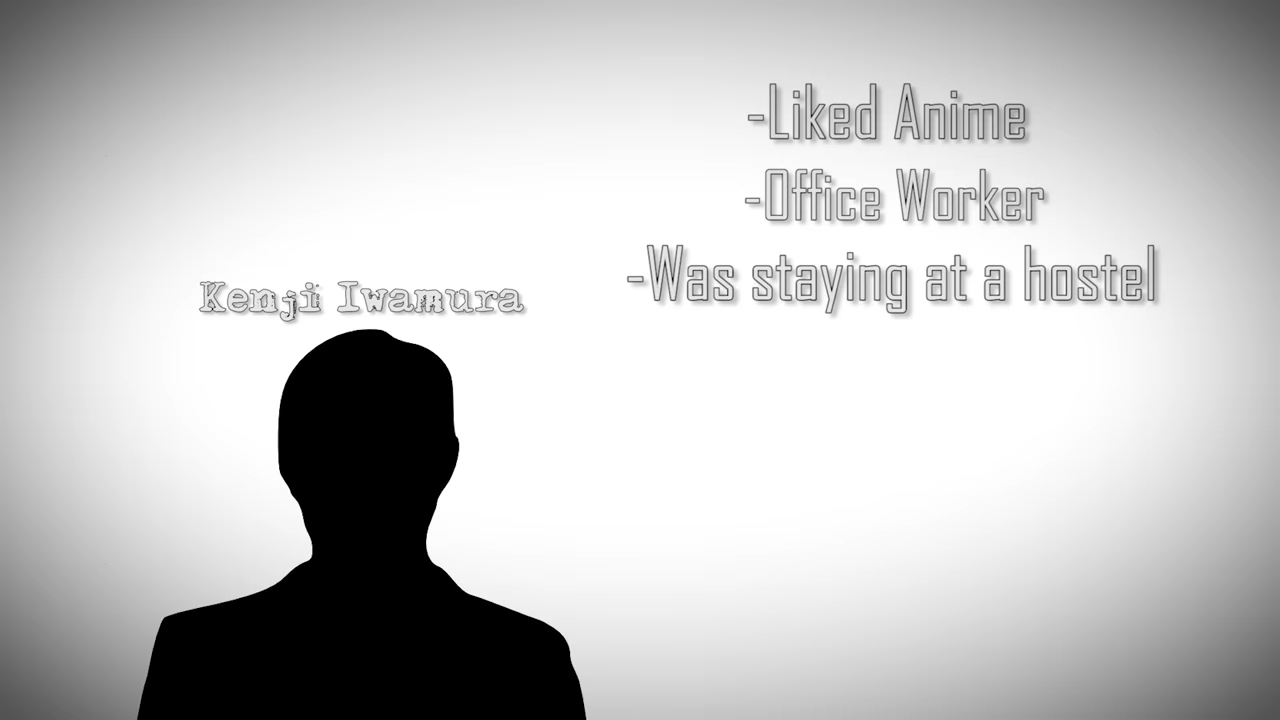 -Liked Anime
-Office Worker
-Was staying at a hostel
Kenji Iwamura